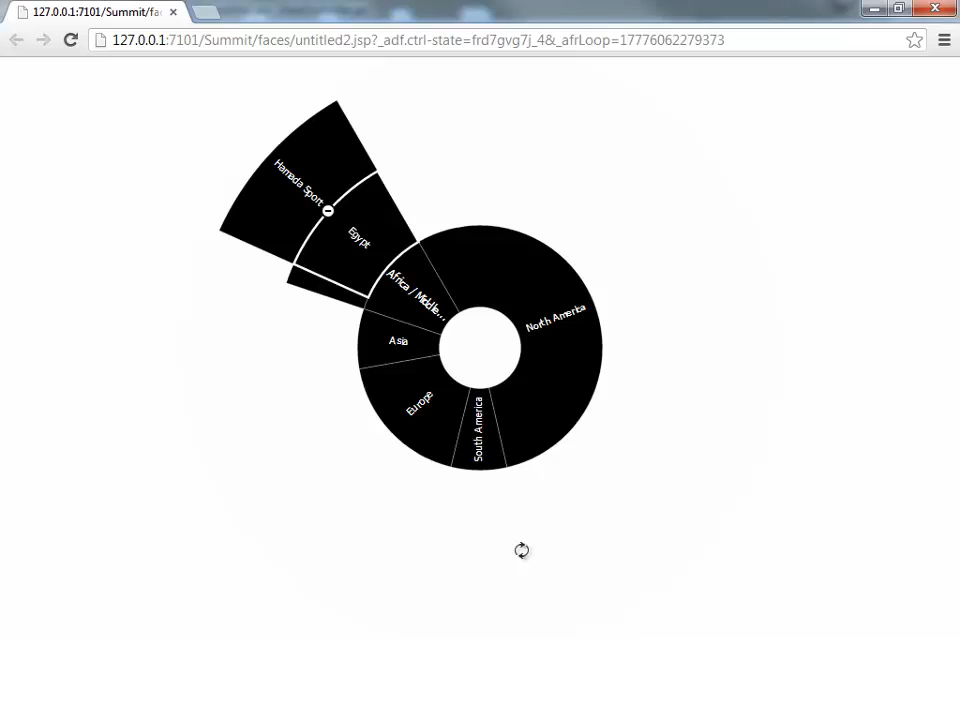 127.0.0.1:7101/Summit/fa
127.0.0.1:7101/Summit/faces/untitled2.jsp?_adf.ctrl-state=frd7gvg7j_4&_afrLoop=17776062279373
Hamada Sport
Egypt
Africa / Middle...
North America
Asia
Europe
South America